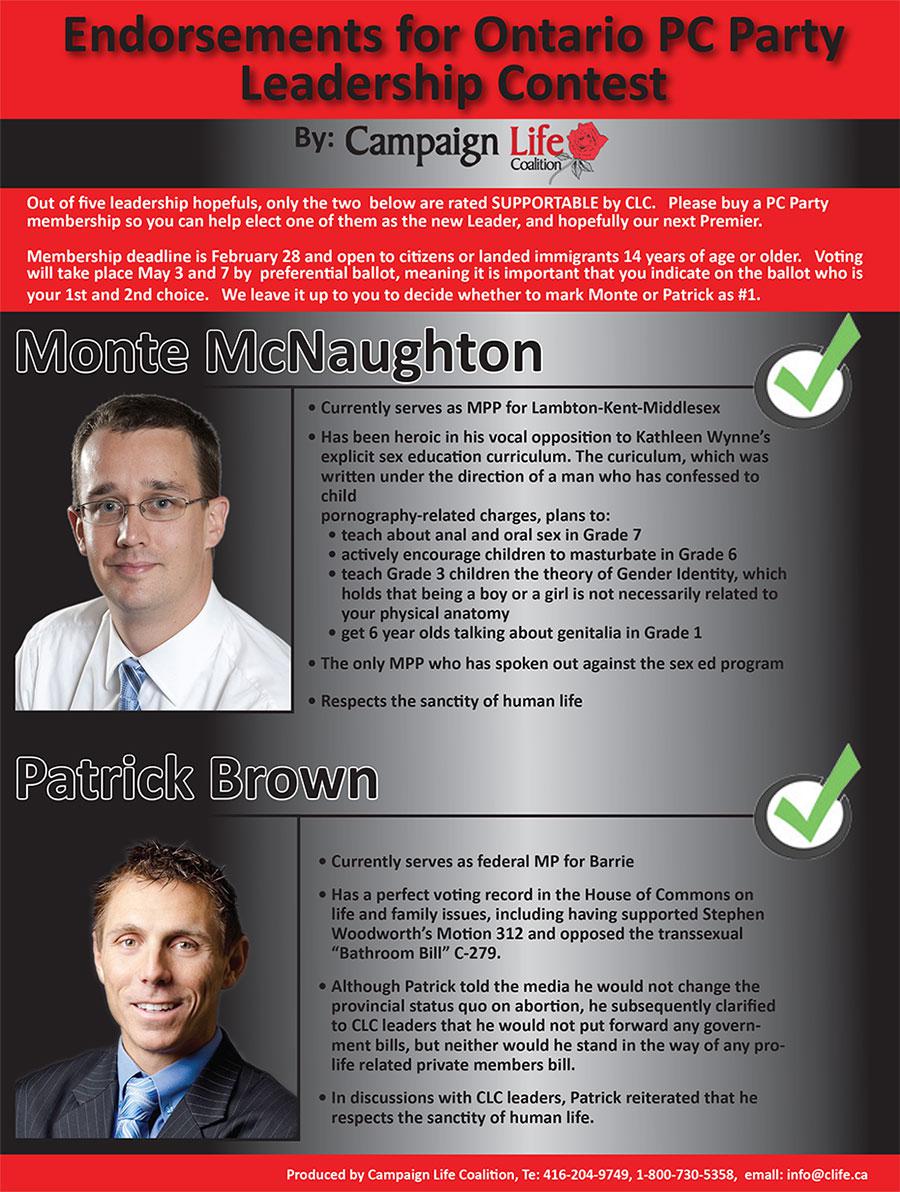 Endorsements for Ontario PC Party
Leadership Contest
By: Campaign Life
Coalition
Out of five leadership hopefuls, only the two below are rated SUPPORTABLE by CLC. Please buy a PC Party
membership so you can help elect one of them as the new Leader, and hopefully our next Premier.
Membership deadline is February 28 and open to citizens or landed immigrants 14 years of age or older. Voting
will take place May 3 and 7 by preferential ballot, meaning it is important that you indicate on the ballot who is
your 1st and 2nd choice. We leave it up to you to decide whether to mark Monte or Patrick as #1.
Monte McNaughton
• Currently serves as MPP for Lambton-Kent-Middlesex
• Has been heroic in his vocal opposition to Kathleen Wynne's
explicit sex education curriculum. The curiculum, which was
written under the direction of a man who has confessed to
child
pornography-related charges, plans to:
• teach about anal and oral sex in Grade 7
• actively encourage children to masturbate in Grade 6
• teach Grade 3 children the theory of Gender Identity, which
holds that being a boy or a girl is not necessarily related to
your physical anatomy
• get 6 year olds talking about genitalia in Grade 1
• The only MPP who has spoken out against the sex ed program
• Respects the sanctity of human life
Patrick Brown
• Currently serves as federal MP for Barrie
• Has a perfect voting record in the House of Commons on
life and family issues, including having supported Stephen
Woodworth's Motion 312 and opposed the transsexual
"Bathroom Bill" C-279.
• Although Patrick told the media he would not change the
provincial status quo on abortion, he subsequently clarified
to CLC leaders that he would not put forward any govern-
ment bills, but neither would he stand in the way of any pro-
life related private members bill.
• In discussions with CLC leaders, Patrick reiterated that he
respects the sanctity of human life.
Produced by Campaign Life Coalition, Te: 416-204-9749, 1-800-730-5358, email: info@clife.ca